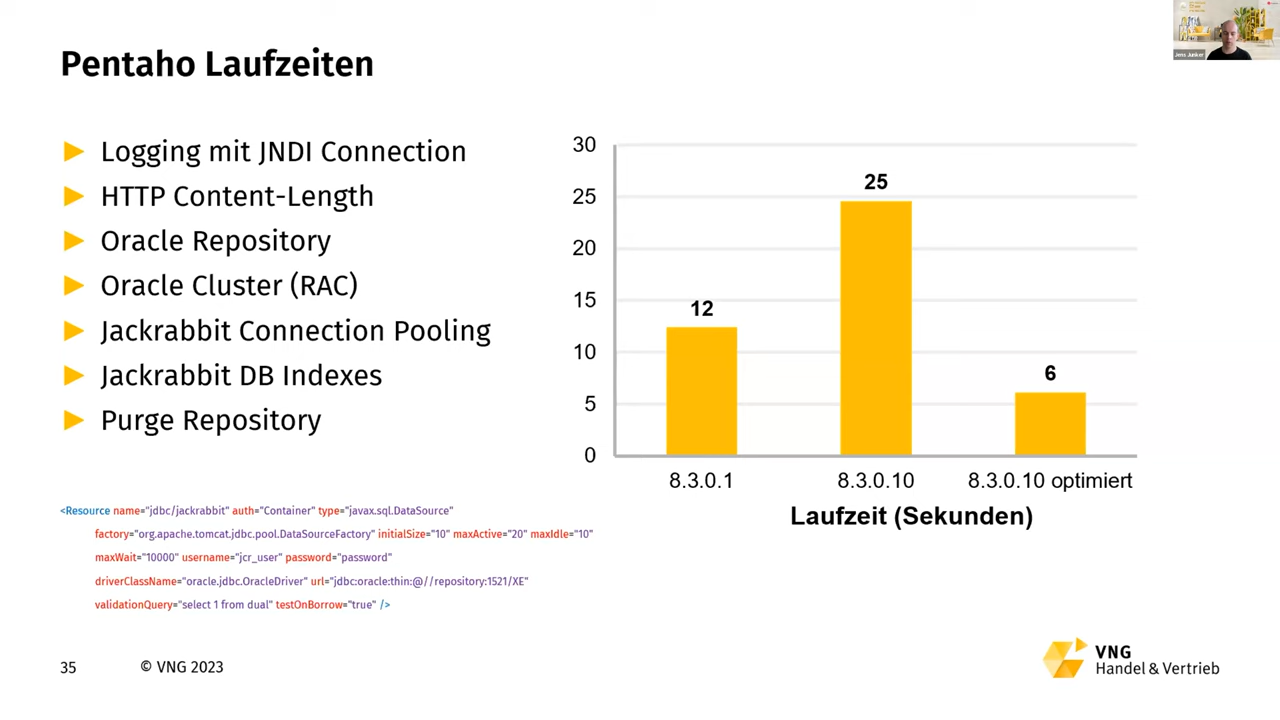 Pentaho Laufzeiten
Logging mit JNDI Connection
HTTP Content-Length
Oracle Repository
Oracle Cluster (RAC)
Jackrabbit Connection Pooling
Jackrabbit DB Indexes
Purge Repository
<Resource name="jdbc/jackrabbit" auth="Container" type="javax.sql.DataSource"
factory="org.apache.tomcat.jdbc.pool.DataSourceFactory" initialSize="10" maxActive="20" maxIdle="10"
maxWait="10000" username="jcr_user" password="password"
driverClassName="oracle.jdbc.OracleDriver" url="jdbc:oracle:thin:@//repository:1521/XE"
validationQuery="select 1 from dual" testOnBorrow="true" />
30
25
20
15
10
5
0
12
25
6
8.3.0.1
8.3.0.10
8.3.0.10 optimiert
Laufzeit (Sekunden)
Jens Junker
35
© VNG 2023
VNG
Handel & Vertrieb